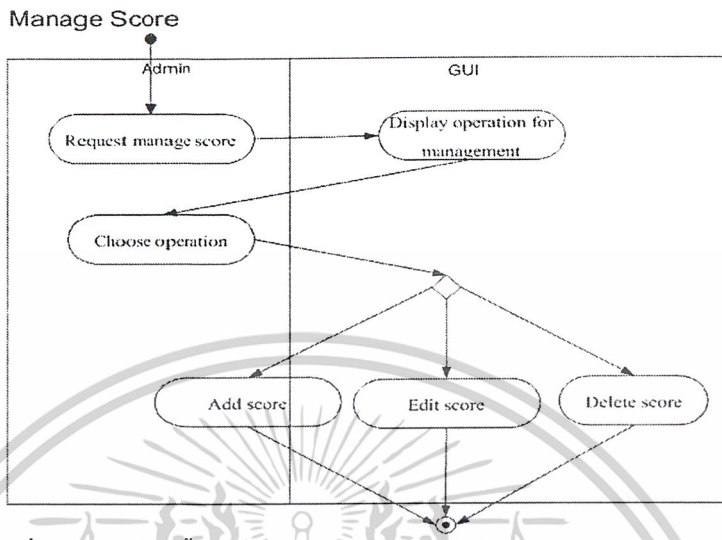 Manage Score
Admin
GUI
Request manage score
Display operation for
management
Choose operation
Add score
Edit score
Delete score